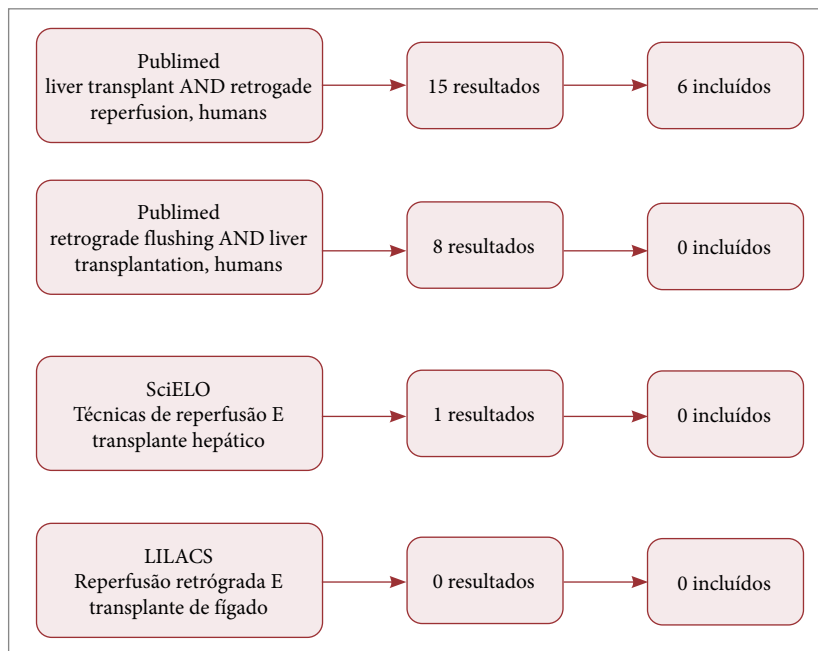 Publimed
liver transplant AND retrogade
reperfusion, humans
15 resultados
6 incluídos
Publimed
retrograde flushing AND liver
transplantation, humans
8 resultados
0 incluídos
SciELO
Técnicas de reperfusão E
transplante hepático
1 resultados
0 incluídos
LILACS
Reperfusão retrógrada E
transplante de fígado
0 resultados
0 incluídos